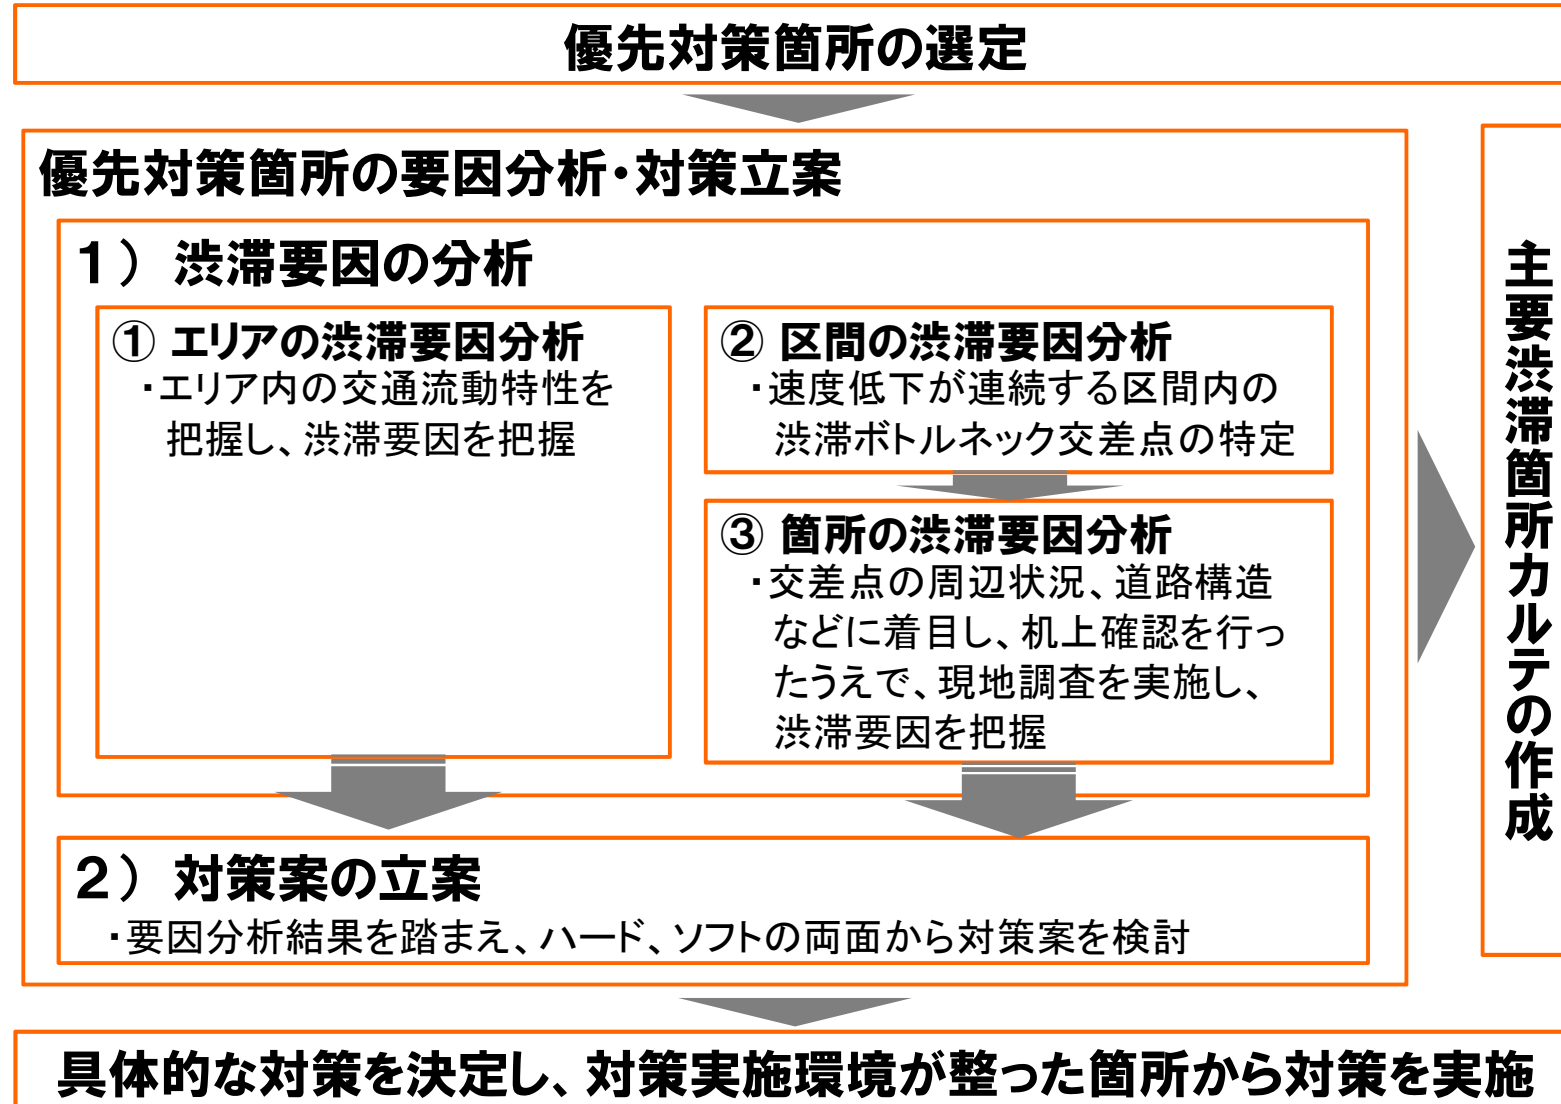 優先対策箇所の選定
優先対策箇所の要因分析・対策立案
1） 渋滞要因の分析
① エリアの渋滞要因分析
・エリア内の交通流動特性を
把握し、渋滞要因を把握
② 区間の渋滞要因分析
・速度低下が連続する区間内の
渋滞ボトルネック交差点の特定
③ 箇所の渋滞要因分析
・交差点の周辺状況、道路構造
などに着目し、机上確認を行っ
たうえで、現地調査を実施し、
渋滞要因を把握
2） 対策案の立案
・要因分析結果を踏まえ、ハード、ソフトの両面から対策案を検討
主要渋滞箇所カルテの作成
具体的な対策を決定し、対策実施環境が整った箇所から対策を実施